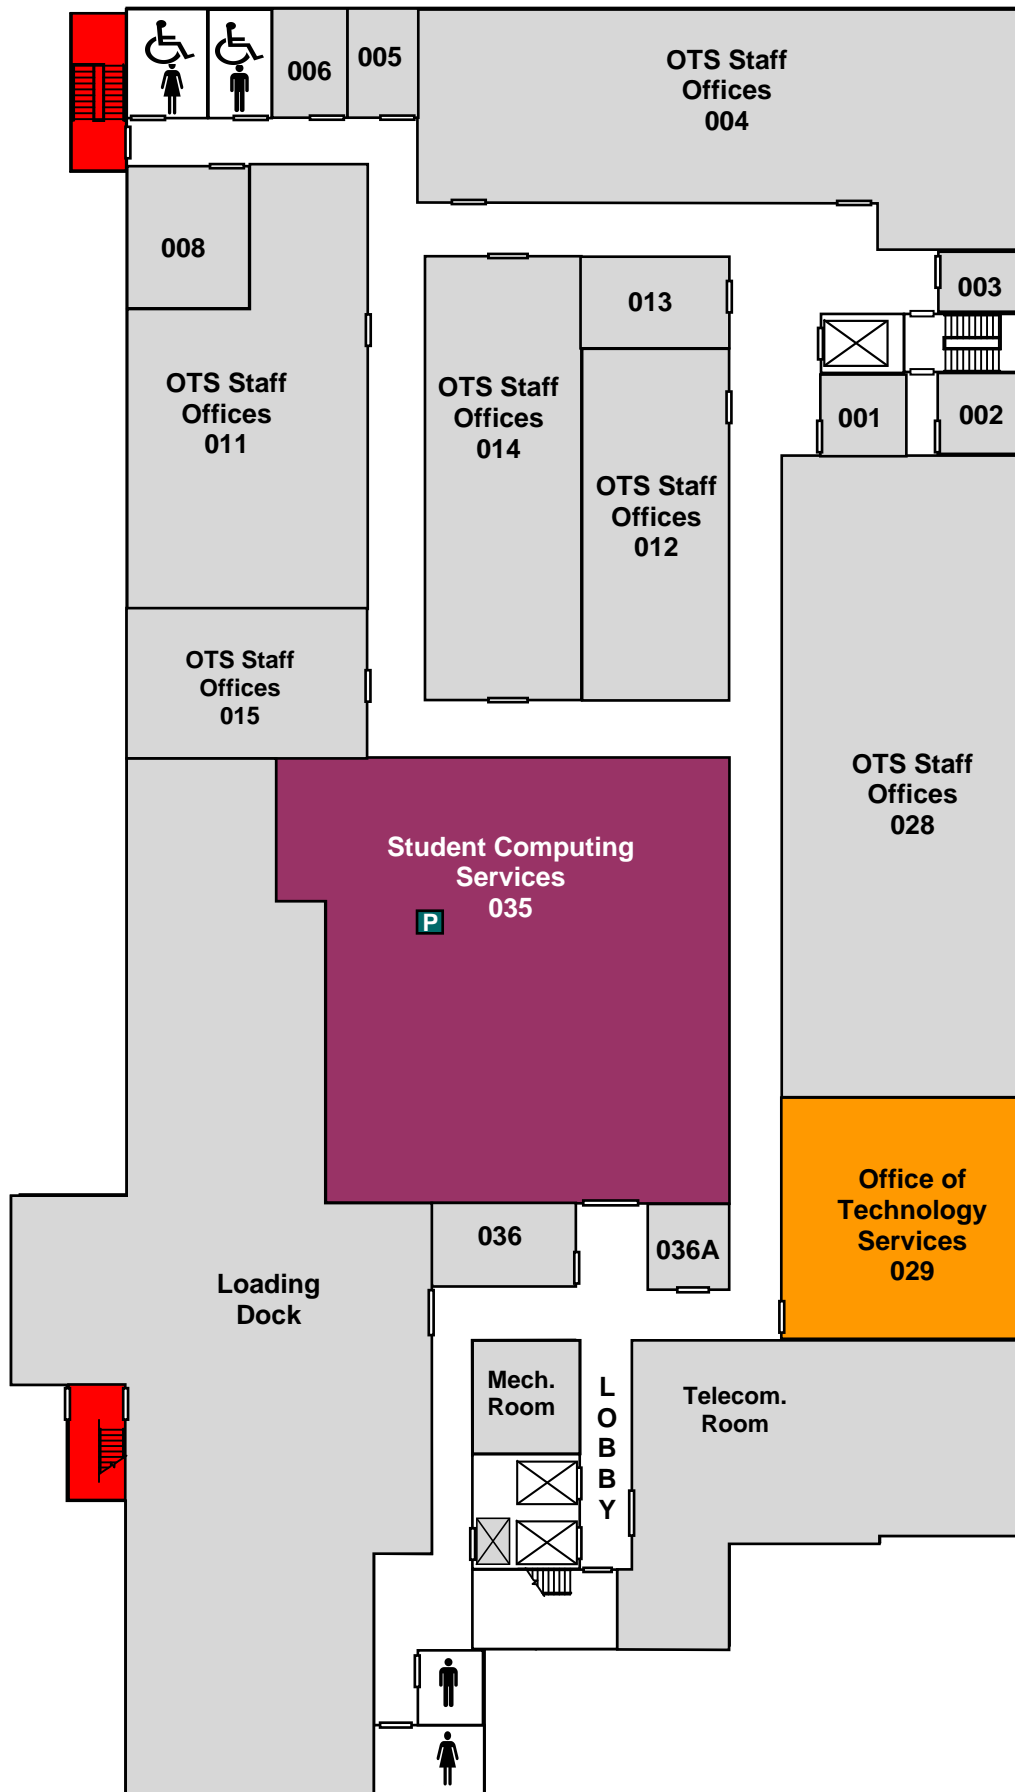 006
005
OTS Staff
Offices
004
008
013
003
OTS Staff
Offices
011
OTS Staff
Offices
014
001
002
OTS Staff
Offices
012
OTS Staff
Offices
015
OTS Staff
Offices
028
Student Computing
Services
035
P
Office of
Technology
Services
029
036
036A
Loading
Dock
Mech.
Room
L
O
B
B
Y
Telecom.
Room